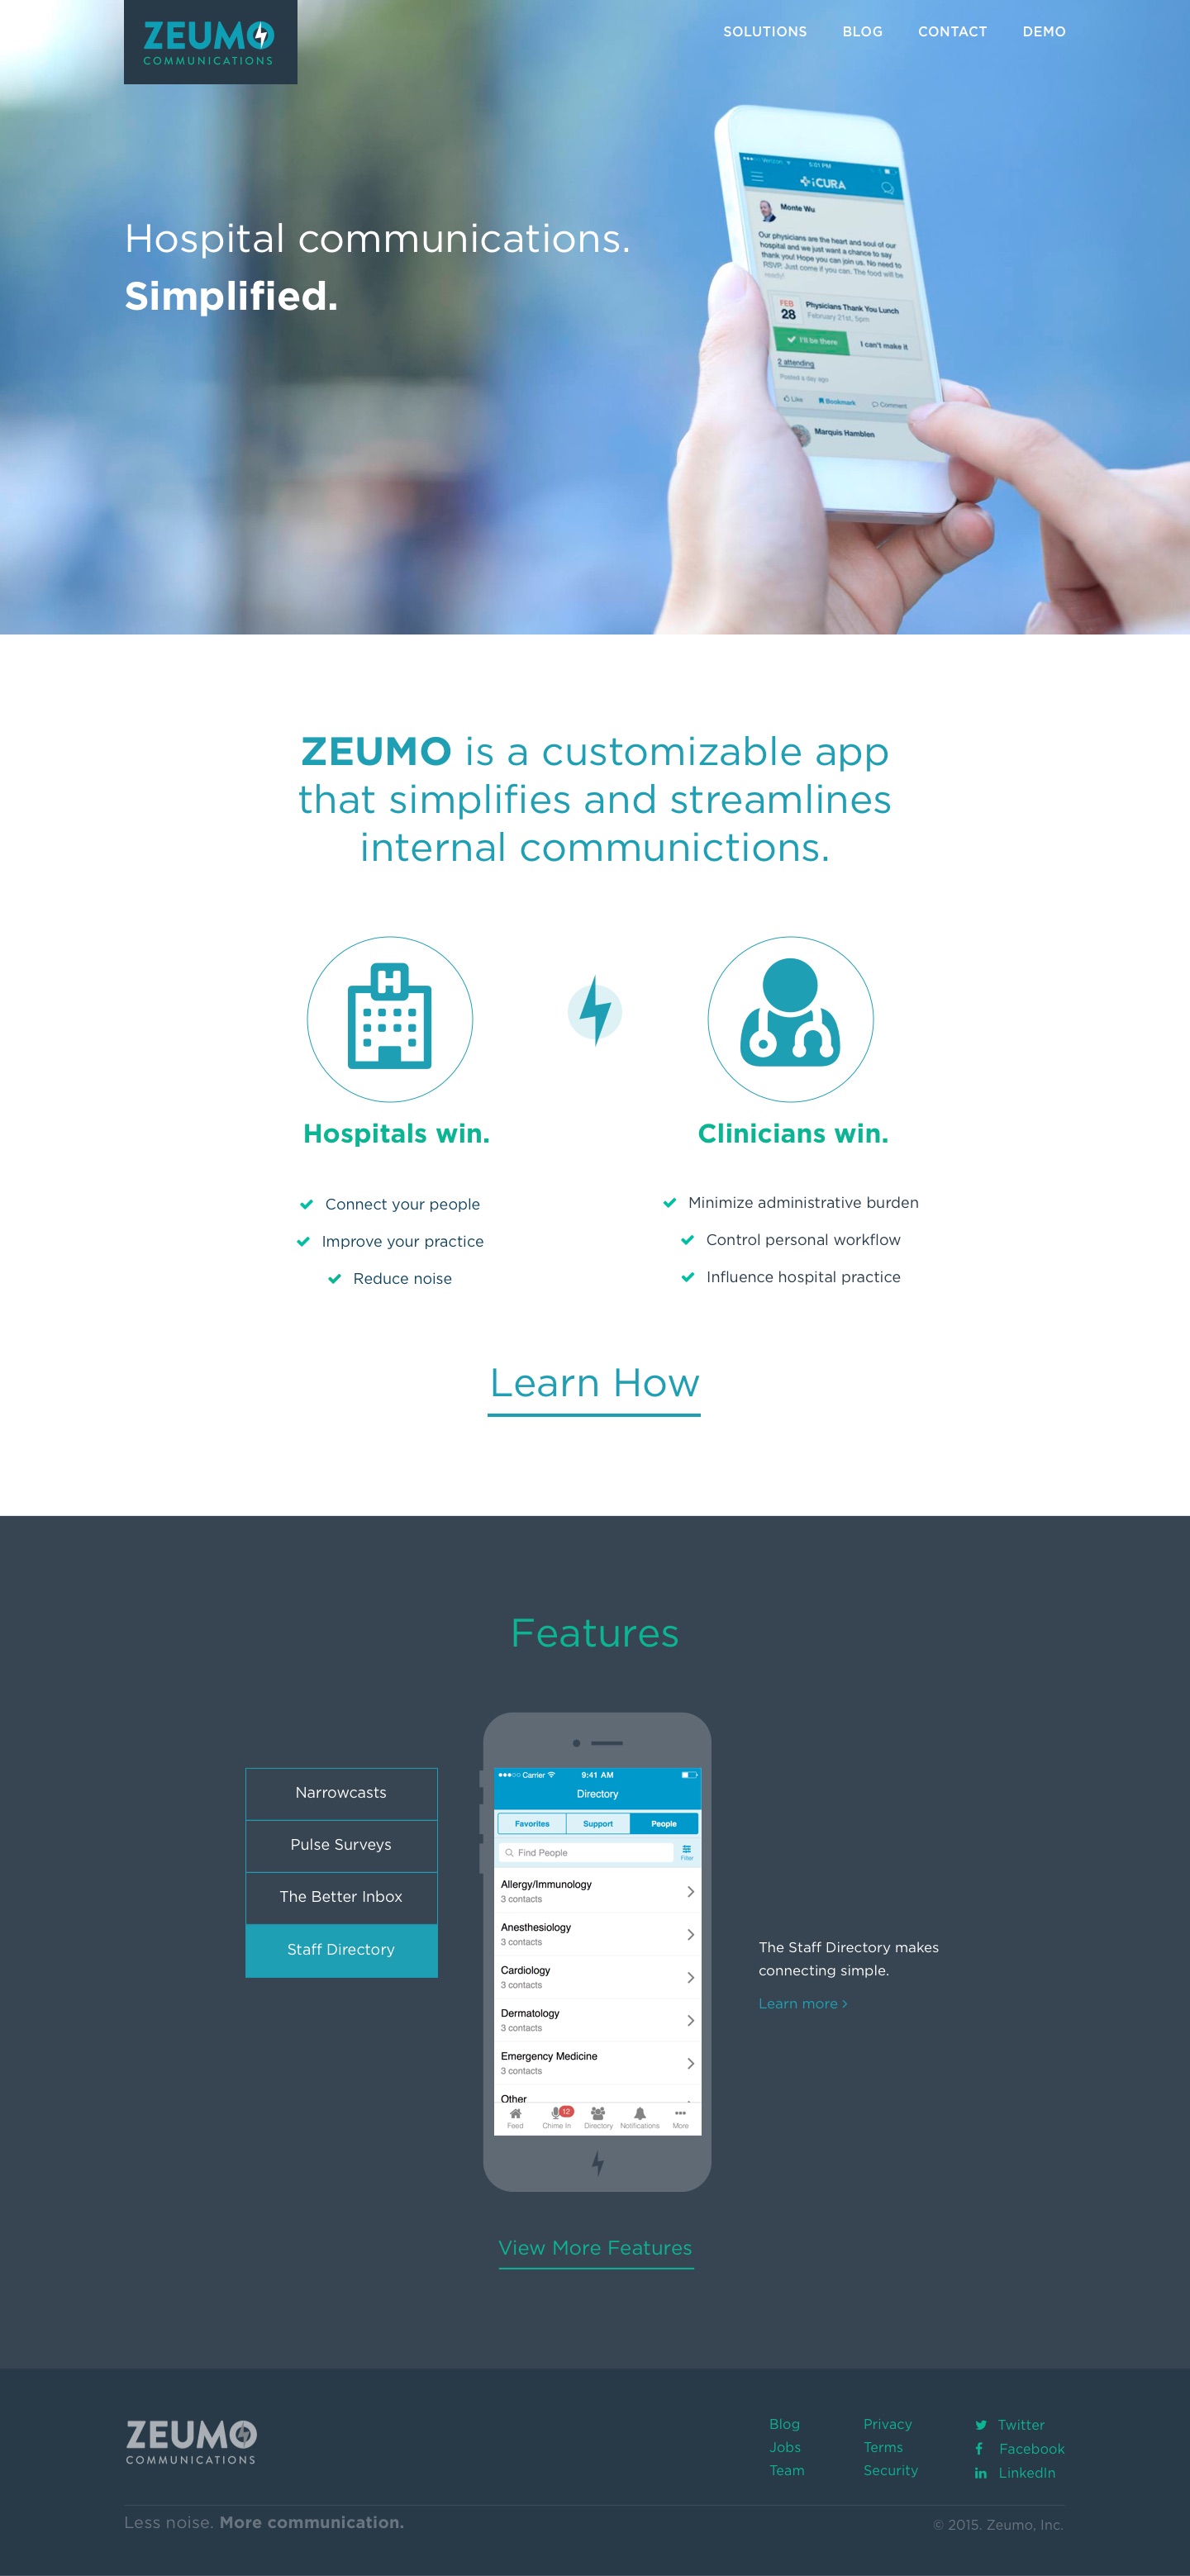 ZEUMO
COMMUNICATIONS
SOLUTIONS BLOG CONTACT DEMO
Hospital communications.
Simplified.
5:51 PM
iCURA
Monte Wu
Our physicians are the heart and soul of our
hospital and we just want a chance to say
thank you! Hope you can join us. No need to
RSVP. Just come if you can. The food will be
ready!
FEB
28
Physicians Thank You Lunch
February 21st, 5pm
I'll be there
I can't make it
2 attending
Posted a day ago
Like Bookmark Comment
Marquis Hamblen
ZEUMO is a customizable app
that simplifies and streamlines
internal communictions.
H
Hospitals win.
Connect your people
Improve your practice
Reduce noise
Clinicians win.
Minimize administrative burden
Control personal workflow
Influence hospital practice
Learn How
Features
Narrowcasts
Pulse Surveys
The Better Inbox
Staff Directory
Carrier 9:41 AM
Directory
Favorites Support People
Find People
Filter
Allergy/Immunology
3 contacts
Anesthesiology
3 contacts
Cardiology
3 contacts
Dermatology
3 contacts
Emergency Medicine
3 contacts
Other
12
Feed Chime In Directory Notifications More
The Staff Directory makes
connecting simple.
Learn more >
View More Features
ZEUMO
COMMUNICATIONS
Blog
Jobs
Team
Privacy
Terms
Security
Twitter
Facebook
LinkedIn
Less noise. More communication.
© 2015. Zeumo, Inc.